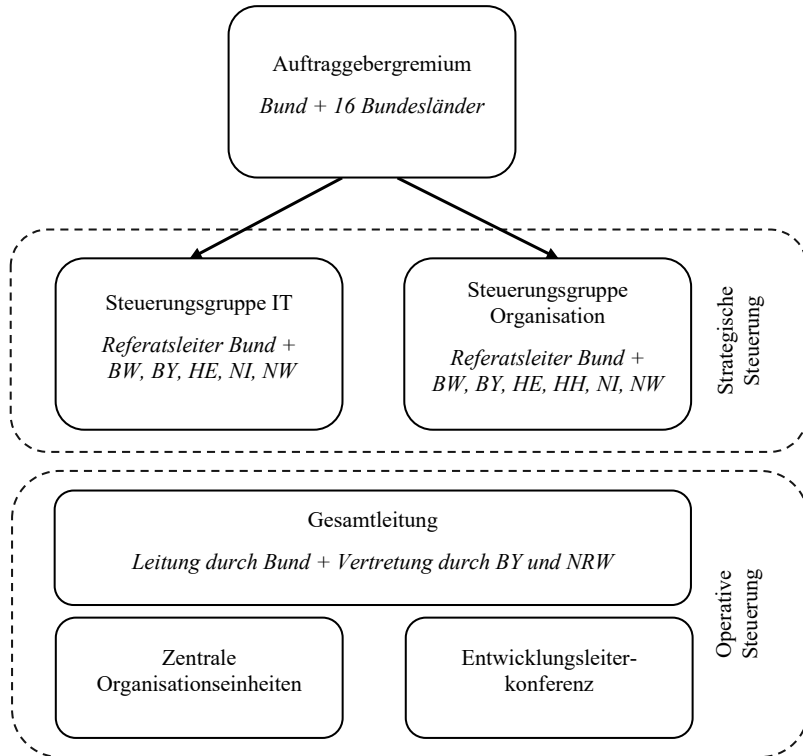 Auftraggebergremium
Bund + 16 Bundesländer
Steuerungsgruppe IT
Referatsleiter Bund +
BW, BY, HE, NI, NW
Steuerungsgruppe
Organisation
Referatsleiter Bund +
BW, BY, HE, HH, NI, NW
Strategische
Steuerung
Gesamtleitung
Leitung durch Bund + Vertretung durch BY und NRW
Zentrale
Organisationseinheiten
Entwicklungsleiter-
konferenz
Operative
Steuerung